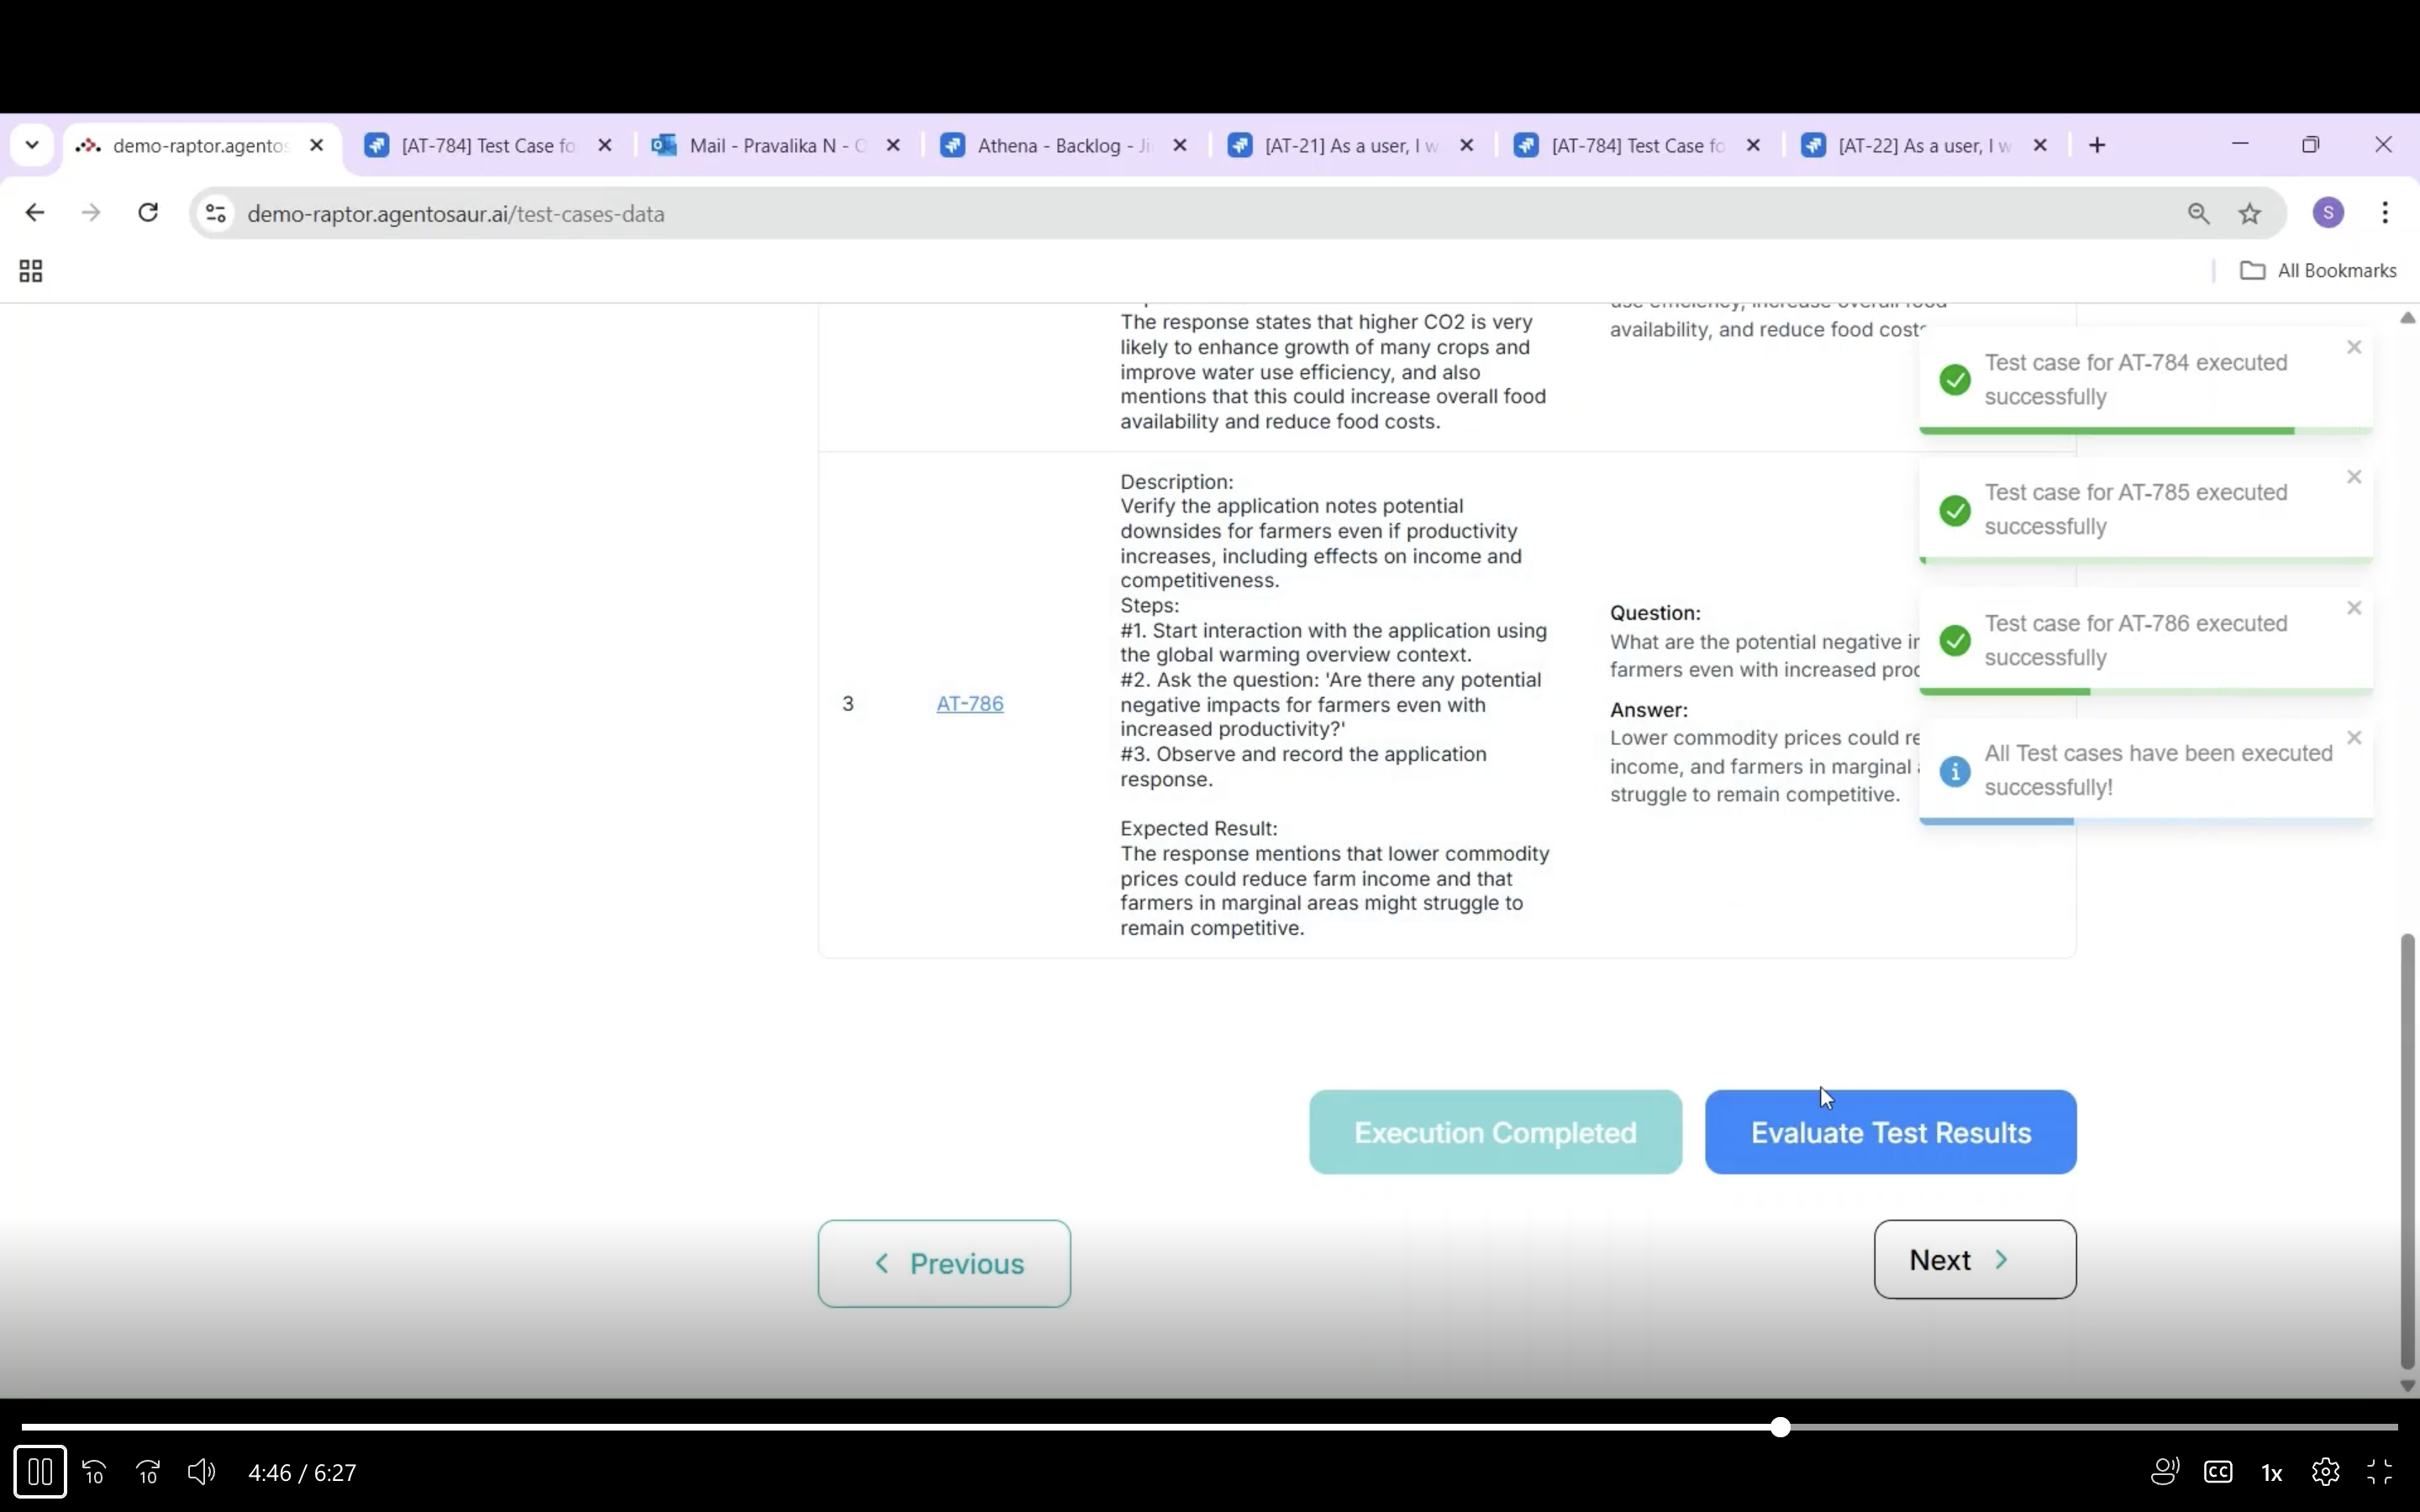 demo-raptor.agentos
[AT-784] Test Case fo
Mail - Pravalika N - O
Athena - Backlog - Ji
[AT-21] As a user, I w
[AT-784] Test Case fo
[AT-22] As a user, I w
demo-raptor.agentosaur.ai/test-cases-data
S
All Bookmarks
The response states that higher CO2 is very
likely to enhance growth of many crops and
improve water use efficiency, and also
mentions that this could increase overall food
availability and reduce food costs.
use efficiency, increase overall food
availability, and reduce food costs
3
AT-786
Description:
Verify the application notes potential
downsides for farmers even if productivity
increases, including effects on income and
competitiveness.
Steps:
#1. Start interaction with the application using
the global warming overview context.
#2. Ask the question: 'Are there any potential
negative impacts for farmers even with
increased productivity?'
#3. Observe and record the application
response.
Expected Result:
The response mentions that lower commodity
prices could reduce farm income and that
farmers in marginal areas might struggle to
remain competitive.
Question:
What are the potential negative
farmers even with increased
Answer:
Lower commodity prices could
income, and farmers in marginal
struggle to remain competitive.
Test case for AT-784 executed
successfully
Test case for AT-785 executed
successfully
Test case for AT-786 executed
successfully
All Test cases have been executed
successfully!
Execution Completed
Evaluate Test Results
Previous
Next
10
10
4:46 / 6:27
CC
1x